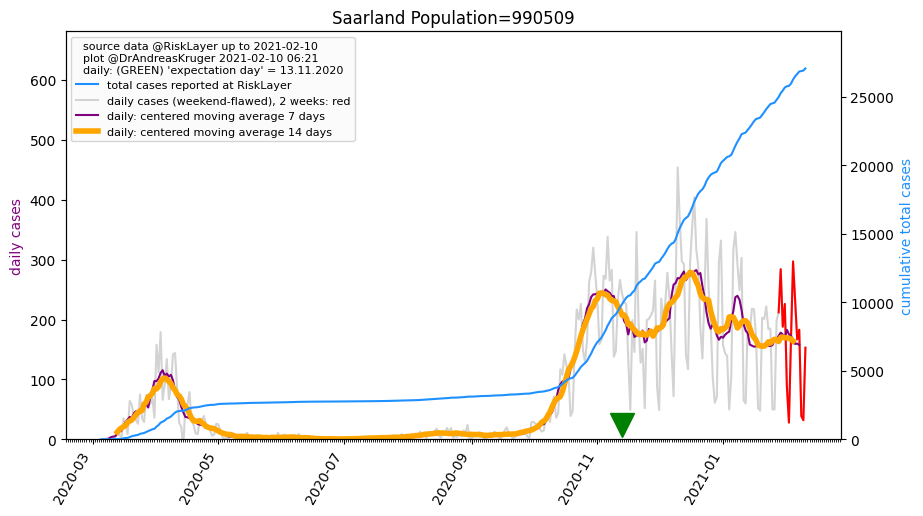 Saarland Population=990509
source data @RiskLayer up to 2021-02-10
plot @DrAndreasKruger 2021-02-10 06:21
daily: (GREEN) 'expectation day' = 13.11.2020
total cases reported at RiskLayer
daily cases (weekend-flawed), 2 weeks: red
daily: centered moving average 7 days
daily: centered moving average 14 days
daily cases
600
500
400
300
200
100
0
cumulative total cases
25000
20000
15000
10000
5000
0
2020-03
2020-05
2020-07
2020-09
2020-11
2021-01